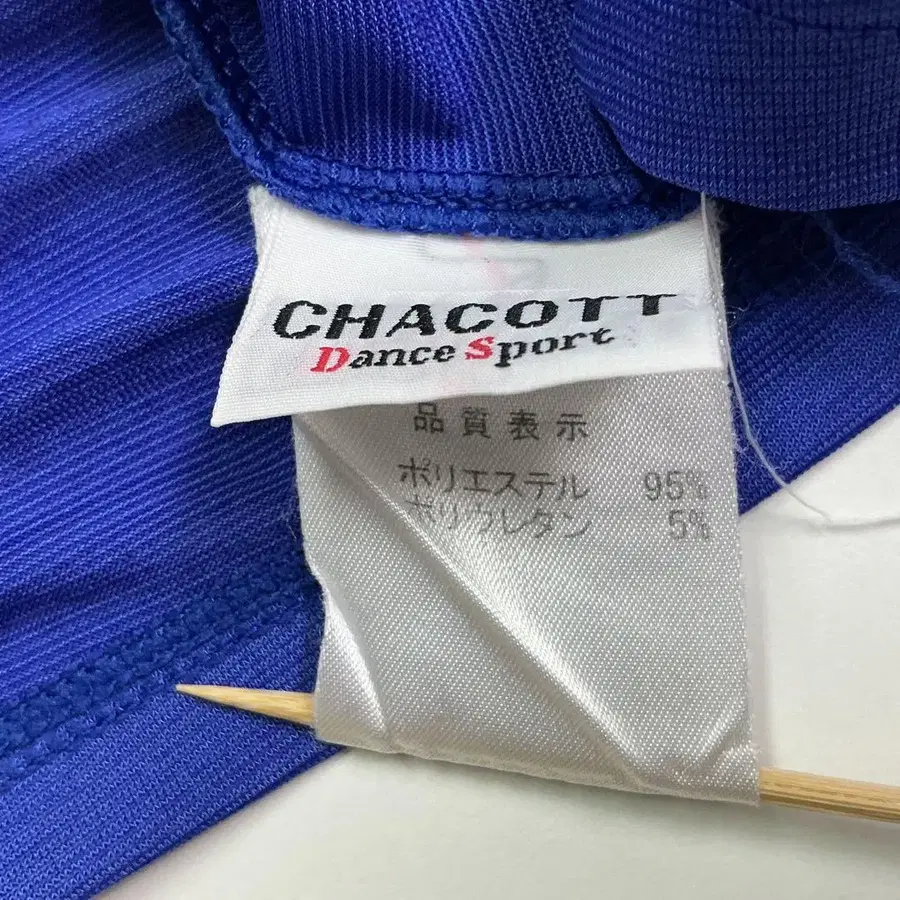 CHACOTT
Dance Sport
品質表示
ポリエステル 95%
ポリウレタン 5%